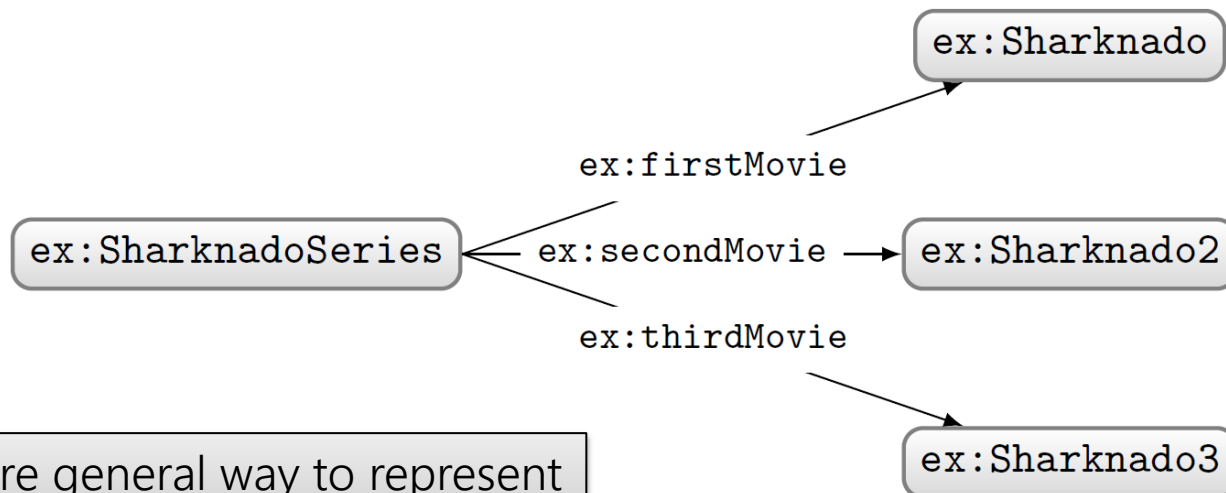 ex:Sharknado
ex:firstMovie
ex:SharknadoSeries
ex:secondMovie
ex:Sharknado2
ex:thirdMovie
ex:Sharknado3
re general way to represent